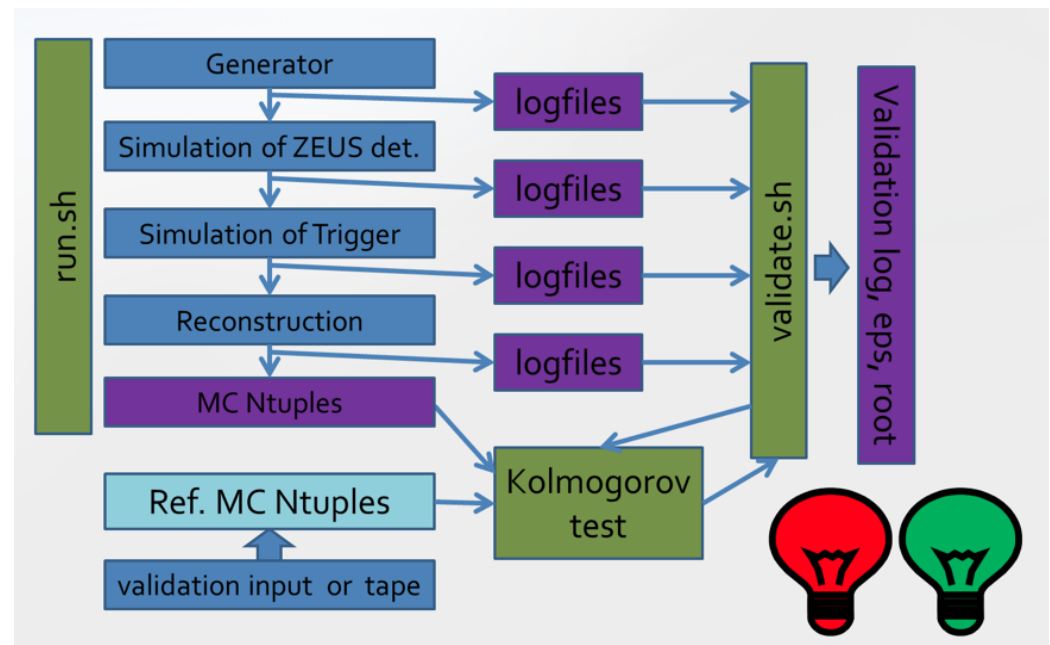 run.sh
Generator
Simulation of ZEUS det.
Simulation of Trigger
Reconstruction
MC Ntuples
Ref. MC Ntuples
validation input or tape
logfiles
logfiles
logfiles
logfiles
Kolmogorov
test
validate.sh
Validation log, eps, root